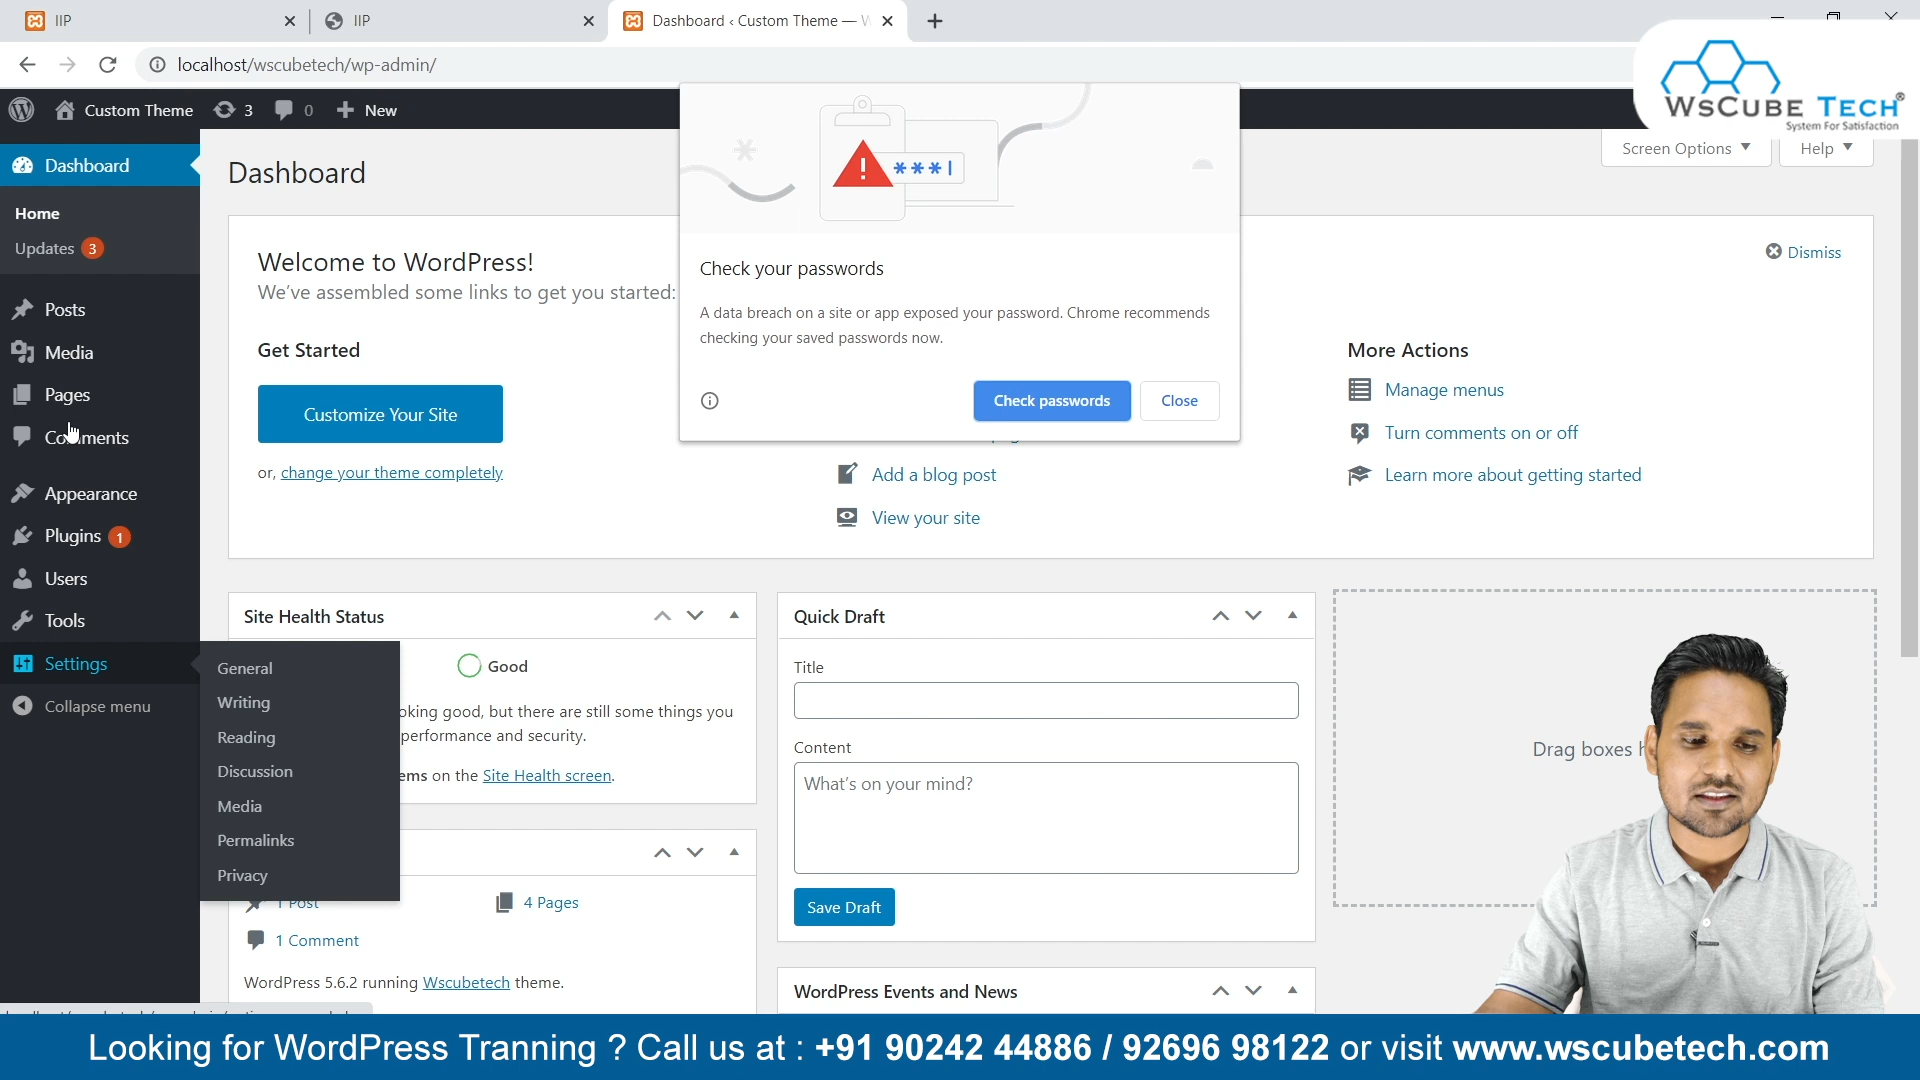 IIP
IIP
Dashboard ‹ Custom Theme —
localhost/wscubetech/wp-admin/
WsCube Tech®
System For Satisfaction
Custom Theme 3 0 New
Screen Options Help
Dashboard
Home
Updates 3
Posts
Media
Pages
Comments
Appearance
Plugins 1
Users
Tools
Settings
Collapse menu
General
Writing
Reading
Discussion
Media
Permalinks
Privacy
Dashboard
Welcome to WordPress!
We've assembled some links to get you started:
Dismiss
Get Started
Customize Your Site
or, change your theme completely
Add a blog post
View your site
More Actions
Manage menus
Turn comments on or off
Learn more about getting started
***
Check your passwords
A data breach on a site or app exposed your password. Chrome recommends
checking your saved passwords now.
Check passwords Close
Site Health Status
Good
oking good, but there are still some things you
performance and security.
ems on the Site Health screen.
1 Post 4 Pages
1 Comment
WordPress 5.6.2 running Wscubetech theme.
Quick Draft
Title
Content
What's on your mind?
Save Draft
WordPress Events and News
Drag boxes
Looking for WordPress Tranning ? Call us at : +91 90242 44886 / 92696 98122 or visit www.wscubetech.com